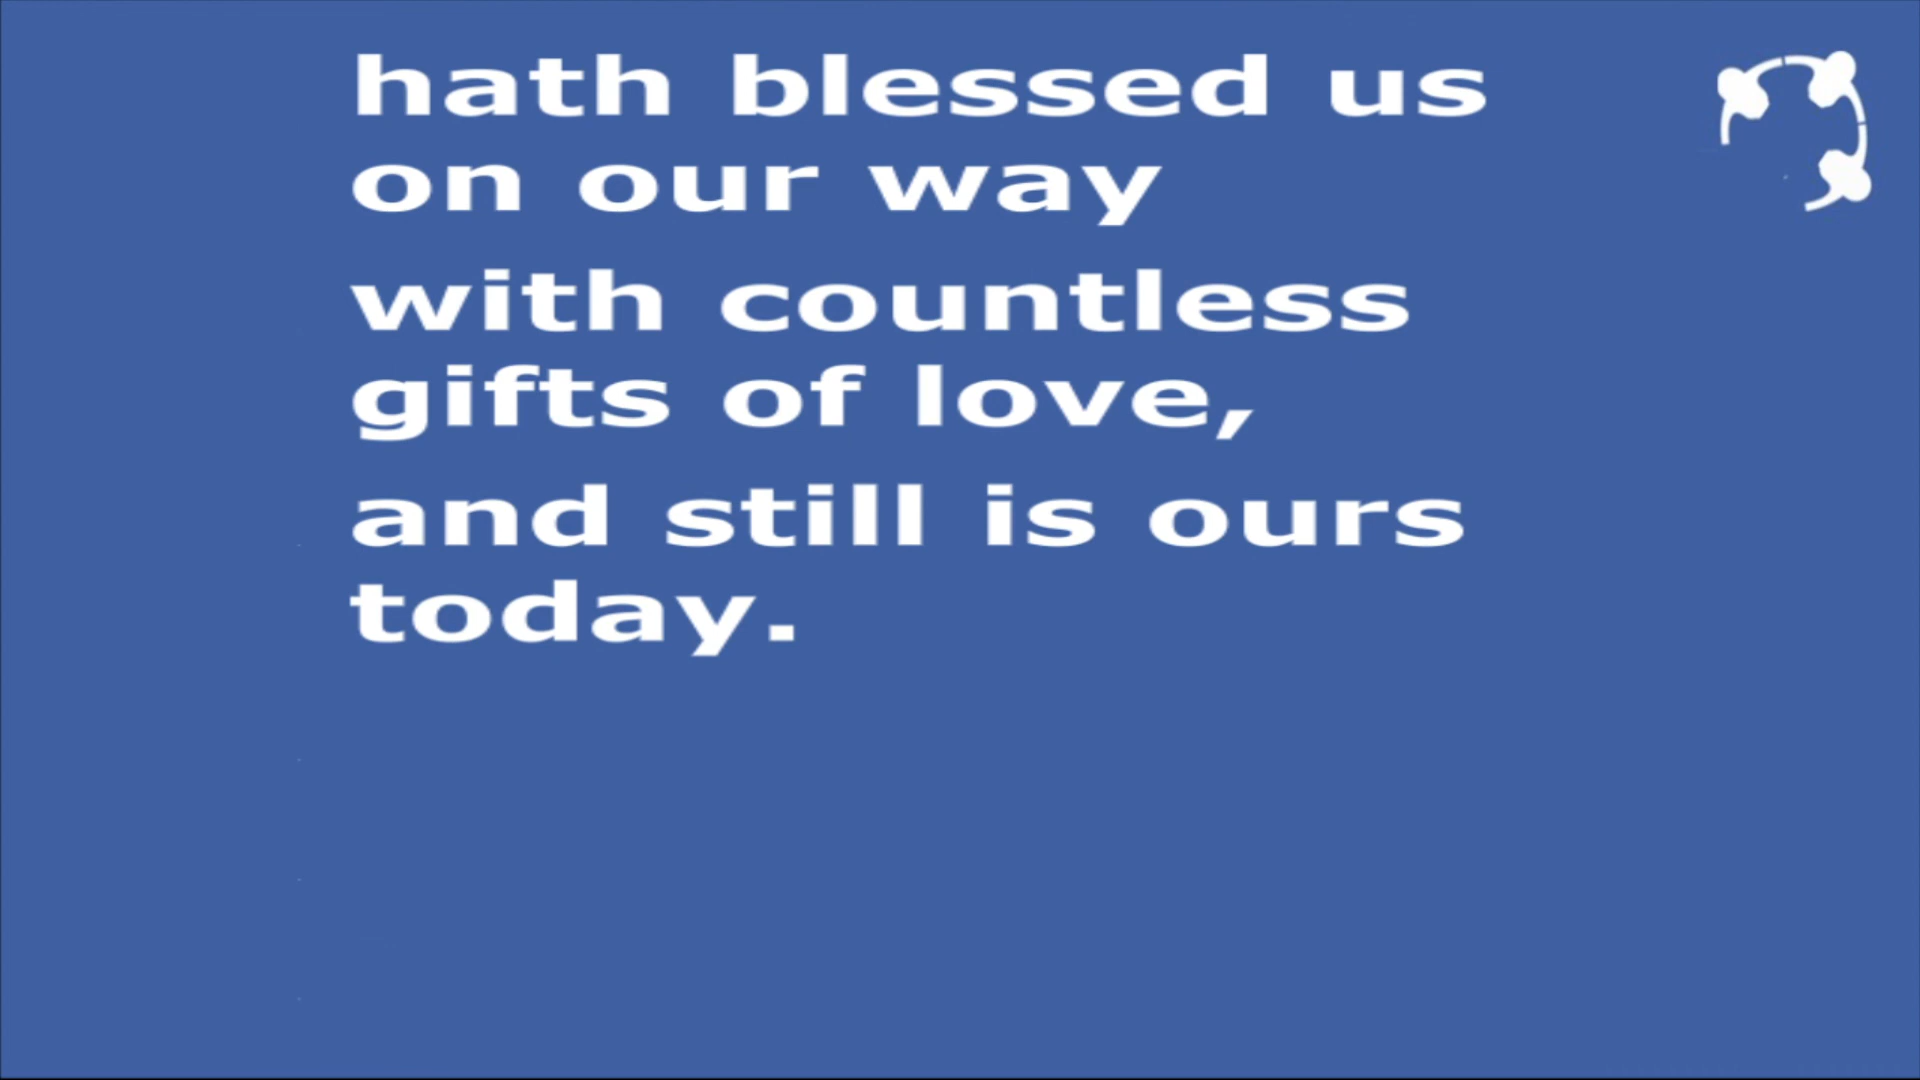 hath blessed us
on our way
with countless
gifts of love,
and still is ours
today.